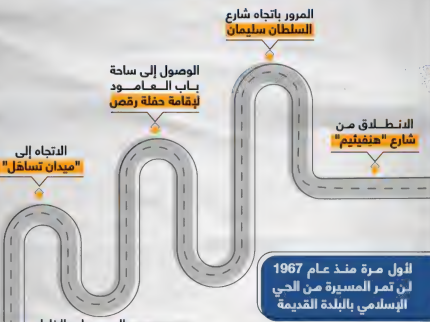 المرور باتجاه شارع
السلطان سليمان
الوصول إلى ساحة
باب العامود
لإقامة حفلة رقص
الانطلاق من
شارع "هنفيئيم"
الاتجاه إلى
"ميدان تساهل"
لأول مرة منذ عام 1967
لن تمر المسيرة من الحي
الإسلامي بالبلدة القديمة